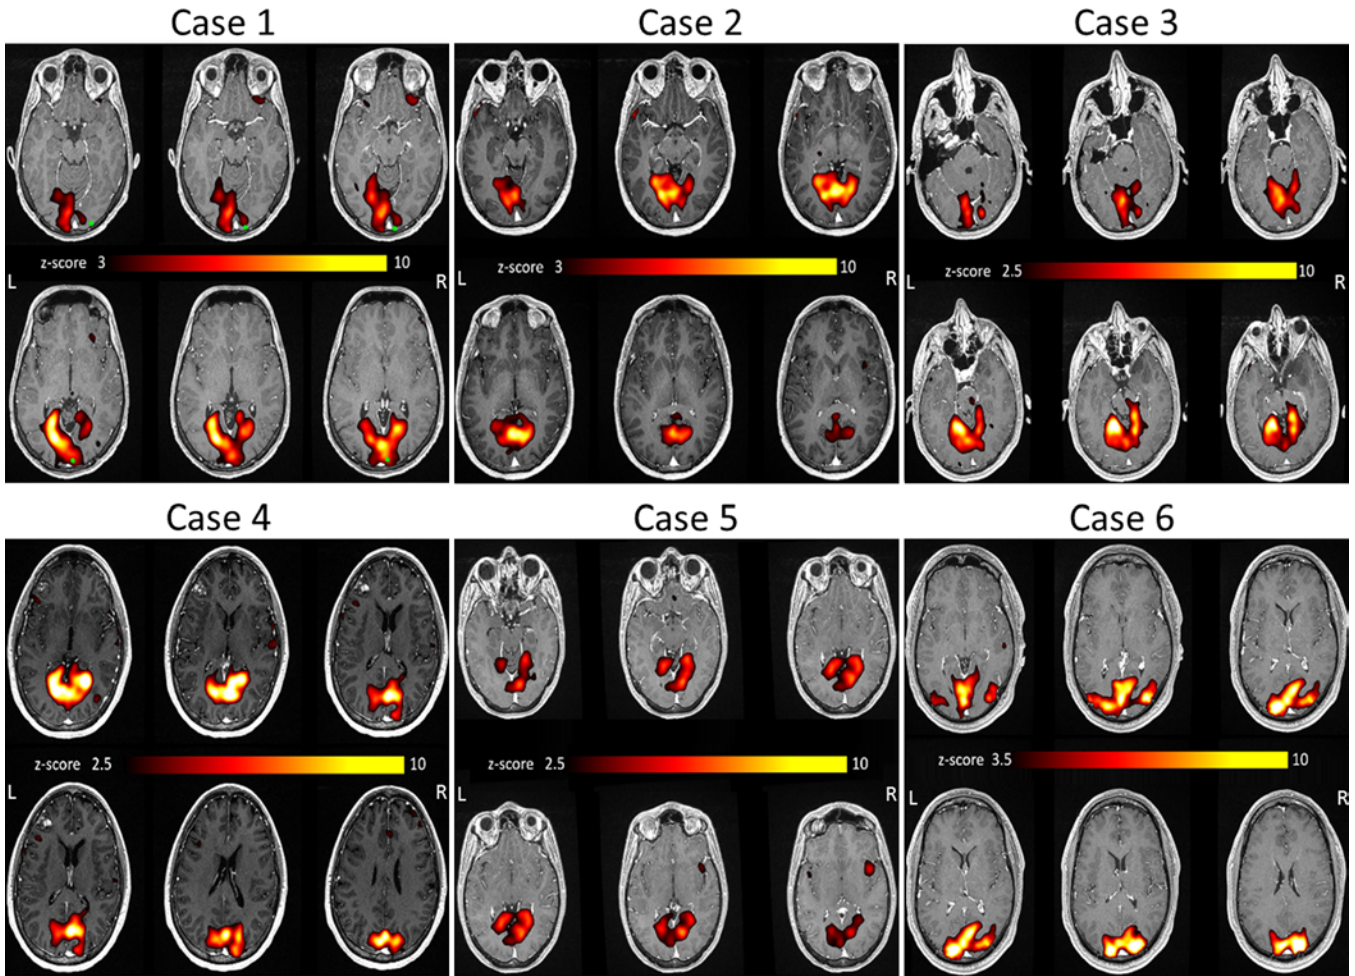 Case 1
Case 2
Case 3
z-score 3 10
z-score 3 10
z-score 2.5 10
L R
L R
L R
Case 4
Case 5
Case 6
z-score 2.5 10
z-score 2.5 10
z-score 3.5 10
L R
L R
L R